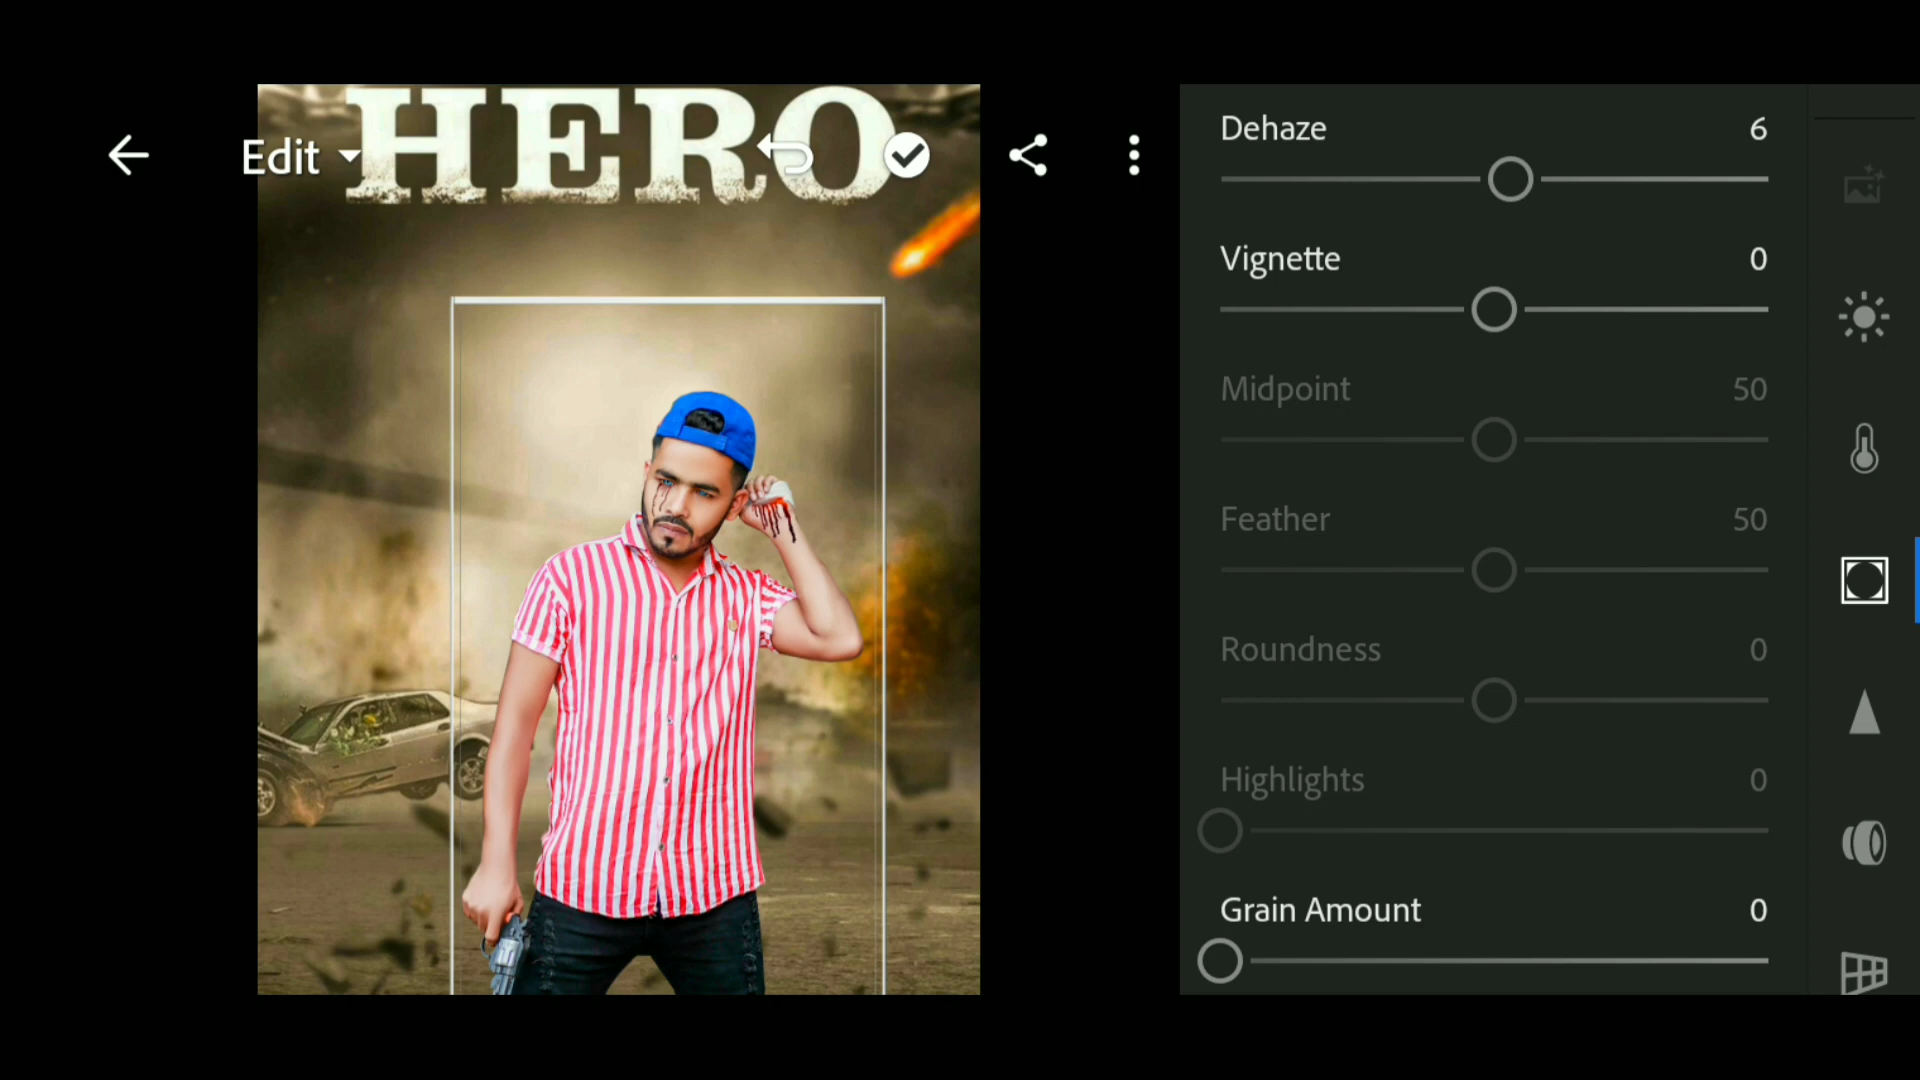 HERO
Edit
Dehaze 6
Vignette 0
Midpoint 50
Feather 50
Roundness 0
Highlights 0
Grain Amount 0